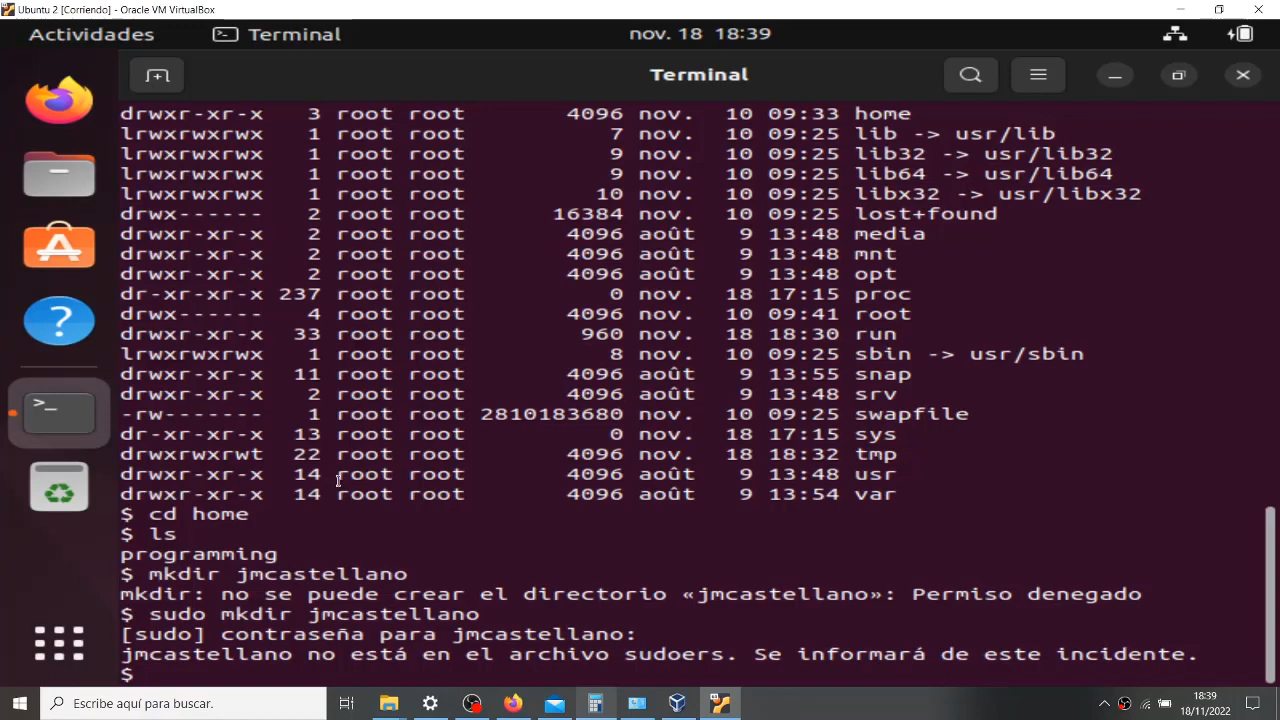 Ubuntu 2 [Corriendo] - Oracle VM VirtualBox
Actividades Terminal nov. 18 18:39
Terminal
drwxr-xr-x 3 root root 4096 nov. 10 09:33 home
lrwxrwxrwx 1 root root 7 nov. 10 09:25 lib -> usr/lib
lrwxrwxrwx 1 root root 9 nov. 10 09:25 lib32 -> usr/lib32
lrwxrwxrwx 1 root root 9 nov. 10 09:25 lib64 -> usr/lib64
lrwxrwxrwx 1 root root 10 nov. 10 09:25 libx32 -> usr/libx32
drwx------ 2 root root 16384 nov. 10 09:25 lost+found
drwxr-xr-x 2 root root 4096 août 9 13:48 media
drwxr-xr-x 2 root root 4096 août 9 13:48 mnt
drwxr-xr-x 2 root root 4096 août 9 13:48 opt
dr-xr-xr-x 237 root root 0 nov. 18 17:15 proc
drwx------ 4 root root 4096 nov. 10 09:41 root
drwxr-xr-x 33 root root 960 nov. 18 18:30 run
lrwxrwxrwx 1 root root 8 nov. 10 09:25 sbin -> usr/sbin
drwxr-xr-x 11 root root 4096 août 9 13:55 snap
drwxr-xr-x 2 root root 4096 août 9 13:48 srv
-rw------- 1 root root 2810183680 nov. 10 09:25 swapfile
dr-xr-xr-x 13 root root 0 nov. 18 17:15 sys
drwxrwxrwt 22 root root 4096 nov. 18 18:32 tmp
drwxr-xr-x 14 root root 4096 août 9 13:48 usr
drwxr-xr-x 14 root root 4096 août 9 13:54 var
$ cd home
$ ls
programming
$ mkdir jmcastellano
mkdir: no se puede crear el directorio «jmcastellano»: Permiso denegado
$ sudo mkdir jmcastellano
[sudo] contraseña para jmcastellano:
jmcastellano no está en el archivo sudoers. Se informará de este incidente.
$
Escribe aquí para buscar.
18:39
18/11/2022